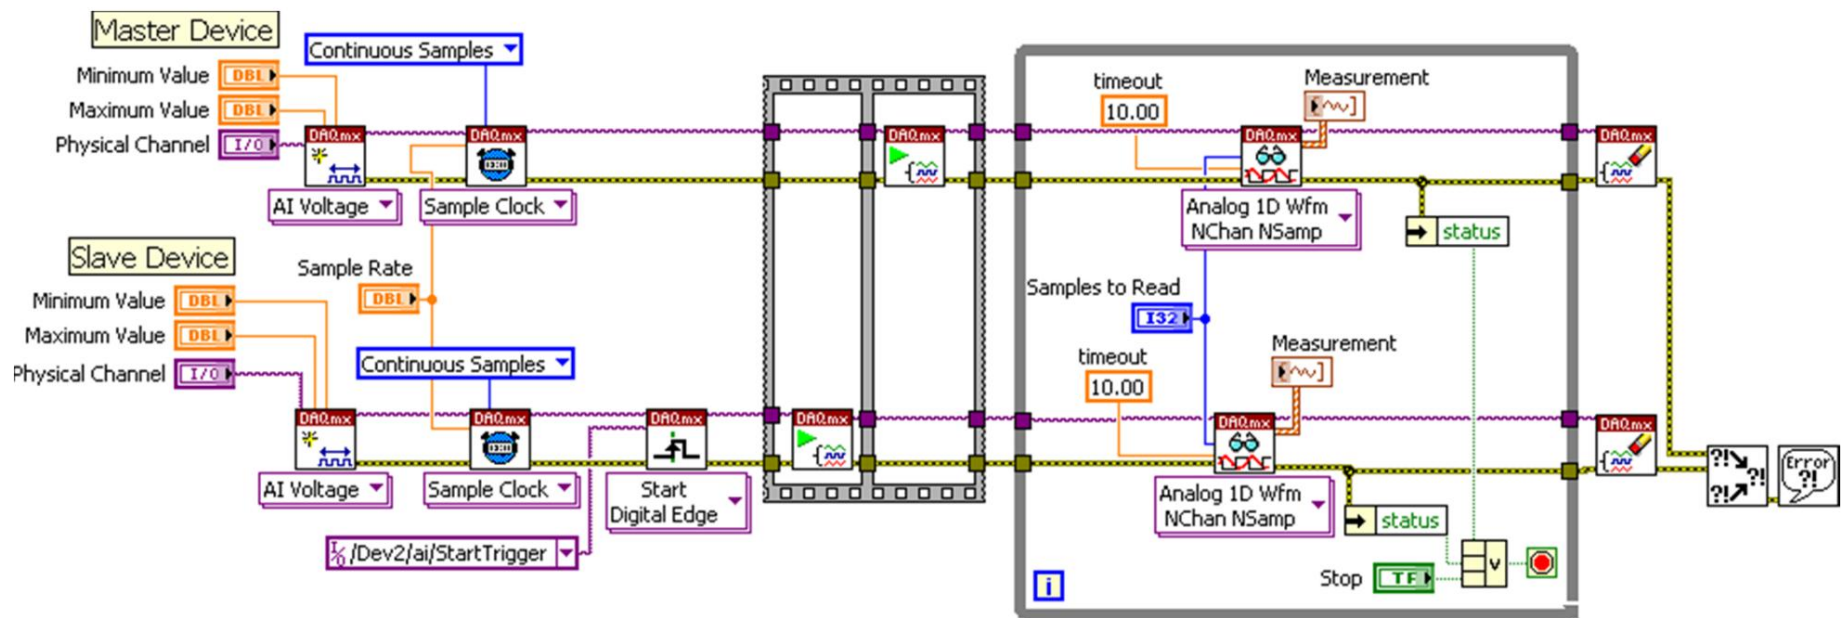 Master Device
Continuous Samples
Minimum Value DBL
Maximum Value DBL
Physical Channel I/O
DAQmx
DAQmx
AI Voltage
Sample Clock
DAQmx
timeout
10.00
Measurement
DAQmx
Analog 1D Wfm
NChan NSamp
status
DAQmx
Slave Device
Sample Rate
DBL
Minimum Value DBL
Maximum Value DBL
Physical Channel I/O
Continuous Samples
DAQmx
DAQmx
DAQmx
AI Voltage
Sample Clock
Start
Digital Edge
I/O /Dev2/ai/StartTrigger
DAQmx
Samples to Read
I32
timeout
10.00
Measurement
DAQmx
Analog 1D Wfm
NChan NSamp
status
Stop TF
V
i
DAQmx
?!
?!
?!
Error
?!